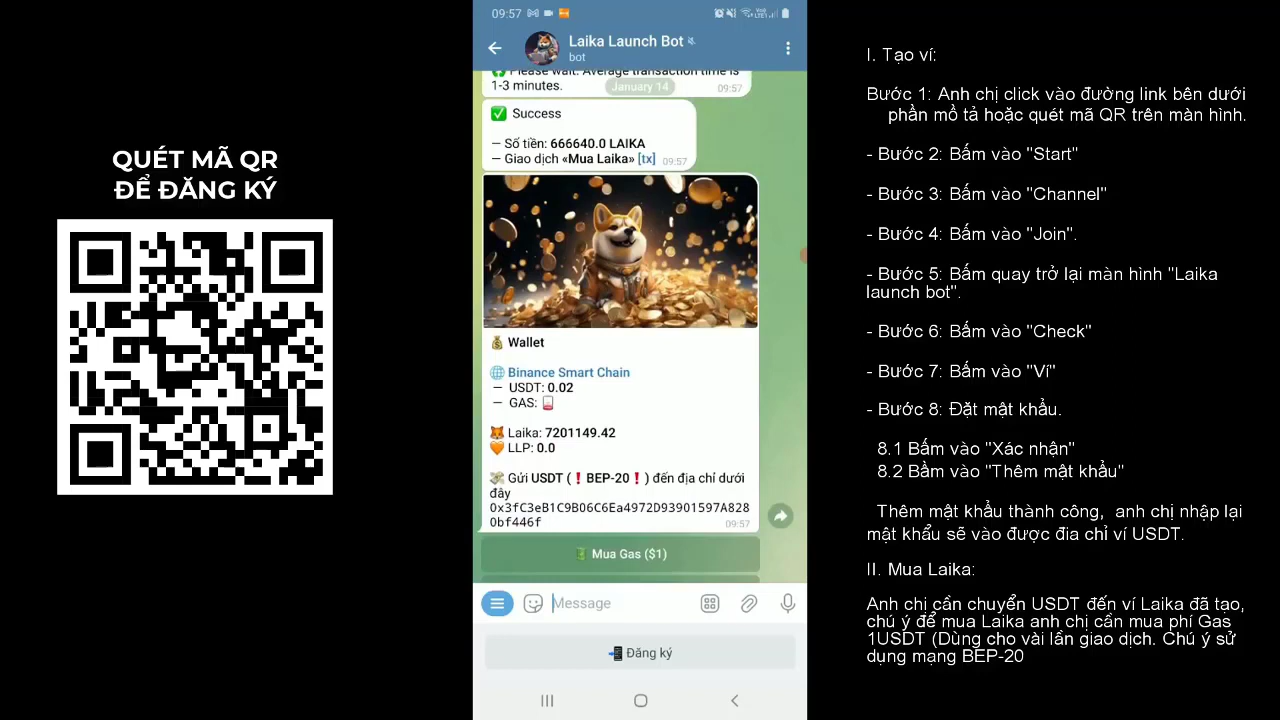 QUÉT MÃ QR
ĐỂ ĐĂNG KÝ
09:57
Laika Launch Bot
bot
Please wait. Average transaction time is
1-3 minutes.
09:57
January 14
✅ Success
— Số tiền: 666640.0 LAIKA
— Giao dịch «Mua Laika» [tx] 09:57
💰 Wallet
🌐 Binance Smart Chain
— USDT: 0.02
— GAS: 🪫
🦊 Laika: 7201149.42
🧡 LLP: 0.0
💸 Gửi USDT (❗BEP-20❗) đến địa chỉ dưới
đây
0x3fC3eB1C9B06C6Ea4972D93901597A828
0bf446f
09:57
💵 Mua Gas ($1)
Message
📲 Đăng ký
I. Tạo ví:
Bước 1: Anh chị click vào đường link bên dưới
phần mô tả hoặc quét mã QR trên màn hình.
- Bước 2: Bấm vào "Start"
- Bước 3: Bấm vào "Channel"
- Bước 4: Bấm vào "Join".
- Bước 5: Bấm quay trở lại màn hình "Laika
launch bot".
- Bước 6: Bấm vào "Check"
- Bước 7: Bấm vào "Ví"
- Bước 8: Đặt mật khẩu.
8.1 Bấm vào "Xác nhận"
8.2 Bấm vào "Thêm mật khẩu"
Thêm mật khẩu thành công, anh chị nhập lại
mật khẩu sẽ vào được địa chỉ ví USDT.
II. Mua Laika:
Anh chị cần chuyển USDT đến ví Laika đã tạo,
chú ý để mua Laika anh chị cần mua phí Gas
1USDT (Dùng cho vài lần giao dịch. Chú ý sử
dụng mạng BEP-20